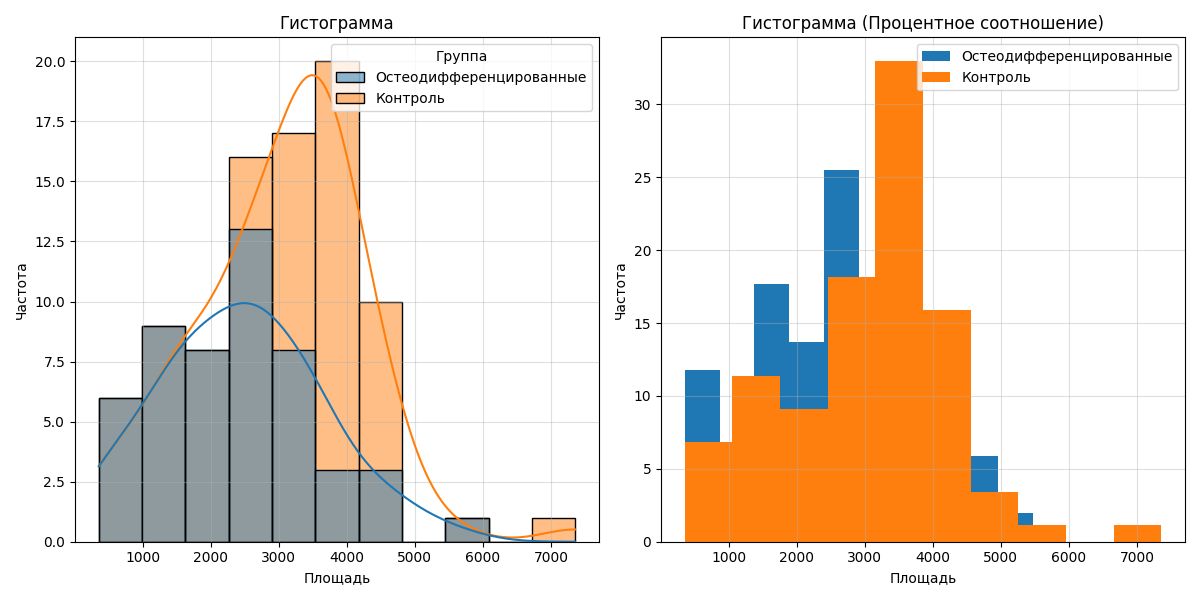 Гистограмма
Группа
Остеодифференцированные
Контроль
20.0
17.5
15.0
12.5
10.0
7.5
5.0
2.5
0.0
Частота
1000 2000 3000 4000 5000 6000 7000
Площадь
Гистограмма (Процентное соотношение)
Остеодифференцированные
Контроль
30
25
20
15
10
5
0
Частота
1000 2000 3000 4000 5000 6000 7000
Площадь